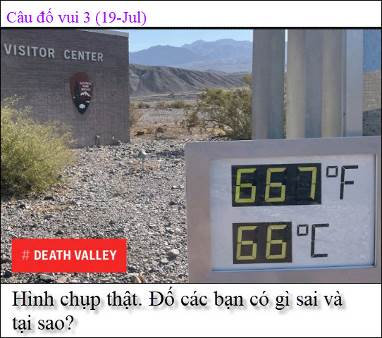 Câu đố vui 3 (19-Jul)
VISITOR CENTER
667°F
66°C
# DEATH VALLEY
Hình chụp thật. Đố các bạn có gì sai và
tại sao?